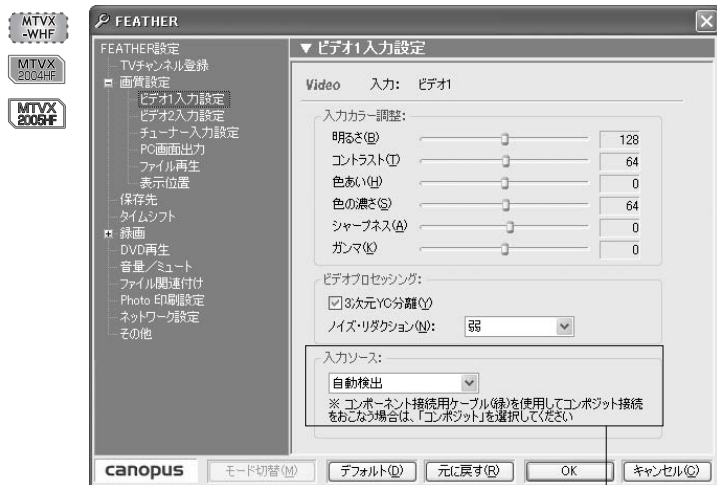 MTVX
-WHF
MTVX
2004HF
MTVX
2005HF
FEATHER
FEATHER設定
TVチャンネル登録
画質設定
ビデオ1入力設定
ビデオ2入力設定
チューナー入力設定
PC画面出力
ファイル再生
表示位置
保存先
タイムシフト
録画
DVD再生
音量／ミュート
ファイル関連付け
Photo 印刷設定
ネットワーク設定
その他
▼ ビデオ1入力設定
Video 入力: ビデオ1
入力カラー調整:
明るさ(B) 128
コントラスト(T) 64
色あい(H) 0
色の濃さ(S) 64
シャープネス(A) 0
ガンマ(K) 0
ビデオプロセッシング:
3次元YC分離(Y)
ノイズ・リダクション(N): 弱
入力ソース:
自動検出
※ コンポーネント接続用ケーブル(緑)を使用してコンポジット接続
をおこなう場合は、「コンポジット」を選択してください
canopus モード切替(M) デフォルト(D) 元に戻す(R) OK キャンセル(C)